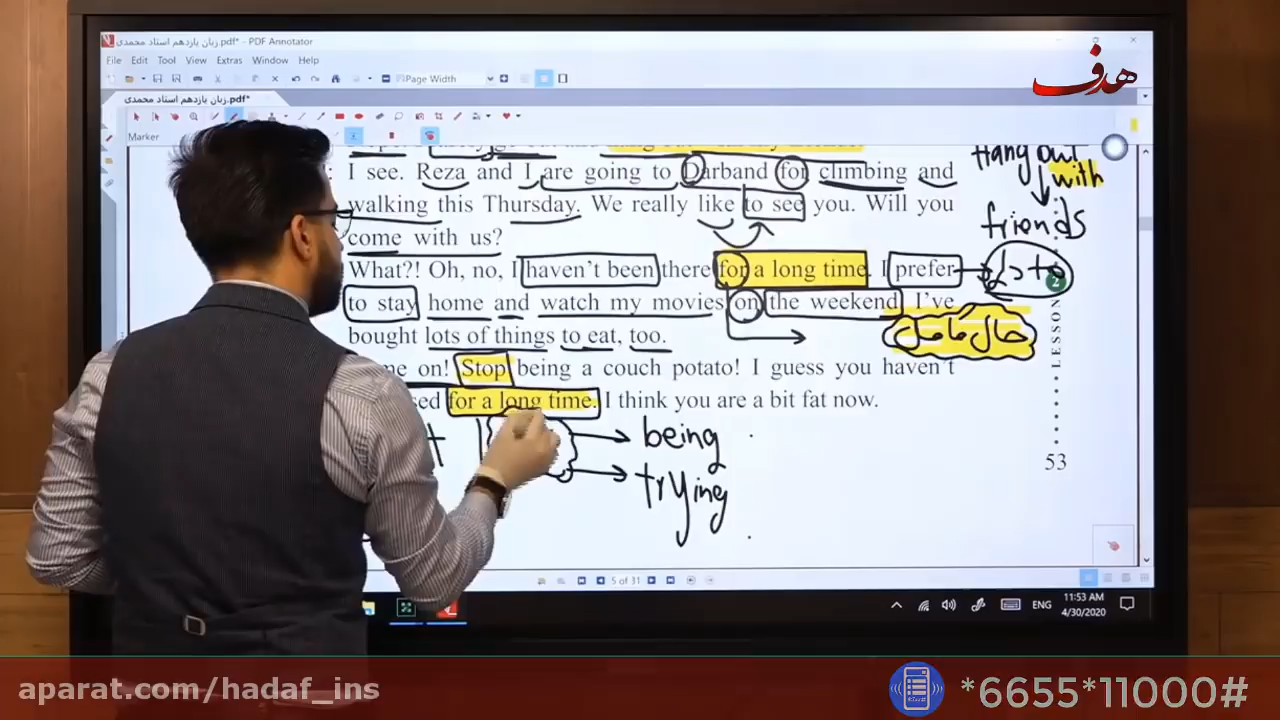 زبان یازدهم استاد محمدی.pdf* - PDF Annotator
File Edit Tool View Extras Window Help
Page Width
هدف
زبان یازدهم استاد محمدی.pdf*
Marker
Hang out
with
friends
: I see. Reza and I are going to Darband for climbing and
walking this Thursday. We really like to see you. Will you
come with us?
What?! Oh, no, I haven't been there for a long time. I prefer
to stay home and watch my movies on the weekend. I've
حال کامل
2
LESSON
bought lots of things to eat, too.
me on! Stop being a couch potato! I guess you haven't
sed for a long time. I think you are a bit fat now.
being
trying
53
5 of 31
ENG
11:53 AM
4/30/2020
aparat.com/hadaf_ins
*6655*11000#